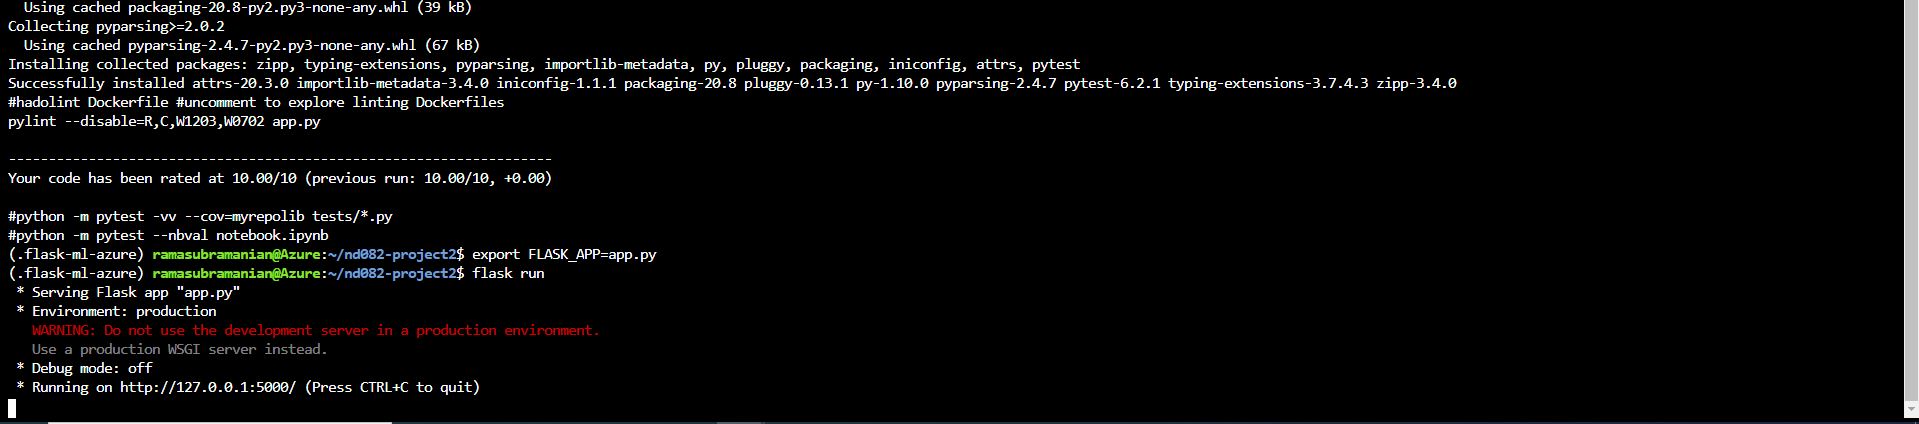 Using cached packaging-20.8-py2.py3-none-any.whl (39 kB)
Collecting pyparsing>=2.0.2
  Using cached pyparsing-2.4.7-py2.py3-none-any.whl (67 kB)
Installing collected packages: zipp, typing-extensions, pyparsing, importlib-metadata, py, pluggy, packaging, iniconfig, attrs, pytest
Successfully installed attrs-20.3.0 importlib-metadata-3.4.0 iniconfig-1.1.1 packaging-20.8 pluggy-0.13.1 py-1.10.0 pyparsing-2.4.7 pytest-6.2.1 typing-extensions-3.7.4.3 zipp-3.4.0
#hadolint Dockerfile #uncomment to explore linting Dockerfiles
pylint --disable=R,C,W1203,W0702 app.py
--------------------------------------------------------------------
Your code has been rated at 10.00/10 (previous run: 10.00/10, +0.00)
#python -m pytest -vv --cov=myrepolib tests/*.py
#python -m pytest --nbval notebook.ipynb
(.flask-ml-azure) ramasubramanian@Azure:~/nd082-project2$ export FLASK_APP=app.py
(.flask-ml-azure) ramasubramanian@Azure:~/nd082-project2$ flask run
 * Serving Flask app "app.py"
 * Environment: production
   WARNING: Do not use the development server in a production environment.
   Use a production WSGI server instead.
 * Debug mode: off
 * Running on http://127.0.0.1:5000/ (Press CTRL+C to quit)